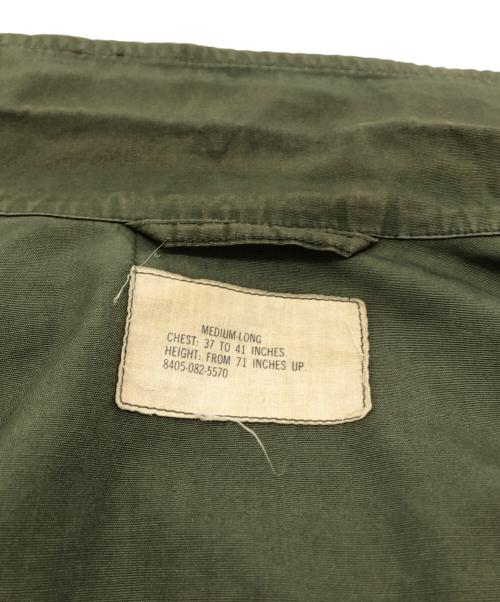 MEDIUM-LONG
CHEST: 37 TO 41 INCHES.
HEIGHT: FROM 71 INCHES UP.
8405-082-5570